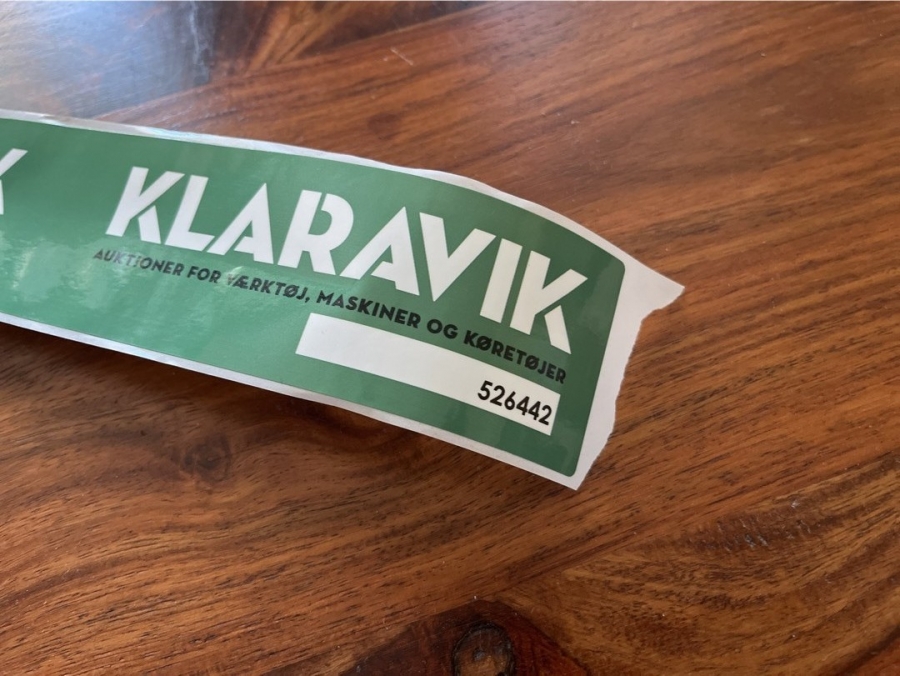 KLARAVIK
AUKTIONER FOR VÆRKTØJ, MASKINER OG KØRETØJER
526442